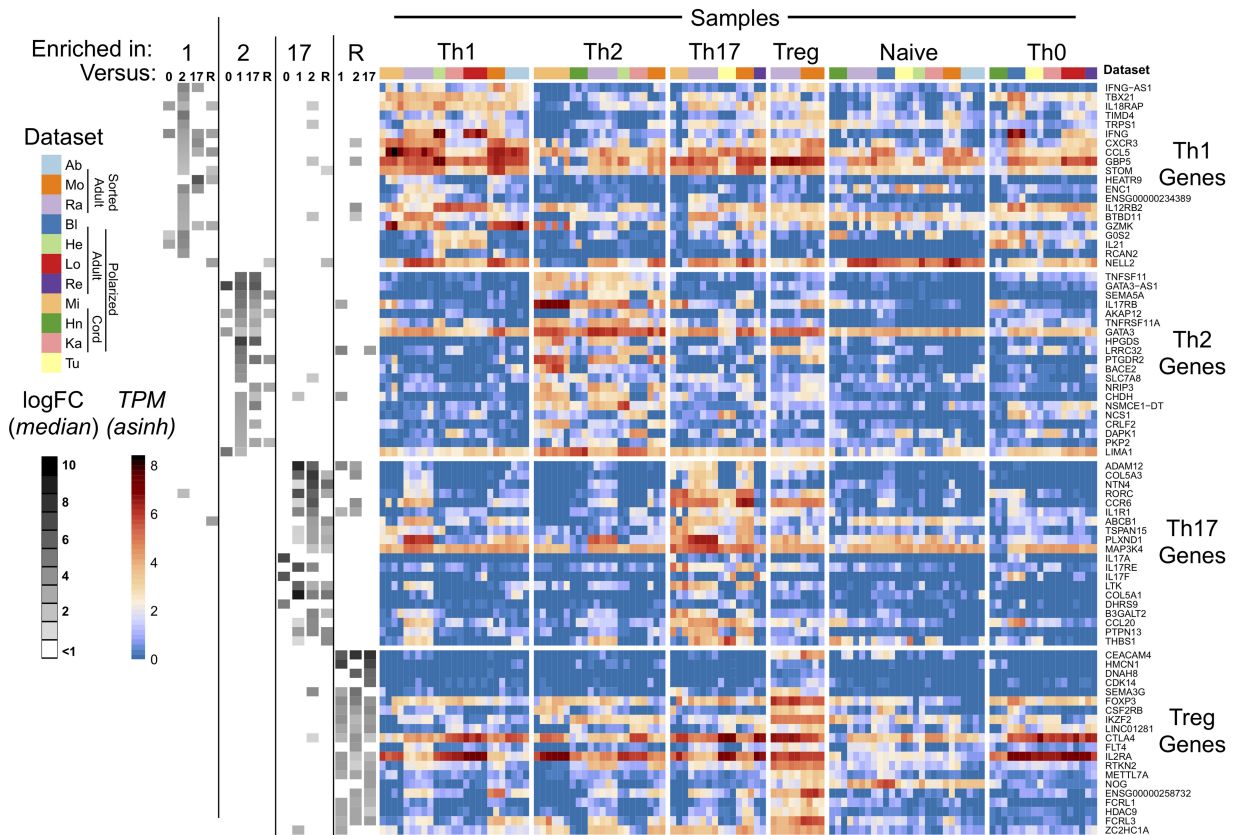 Samples
Enriched in: 1 2 17 R Th1 Th2 Th17 Treg Naive Th0
Versus: 0 2 17 R 0 1 17 R 0 1 2 R 1 2 17 Dataset
Dataset
Ab
Mo
Ra
Bl
He
Lo
Re
Mi
Hn
Ka
Tu
Sorted
Adult
Polarized
Adult
Cord
logFC
(median)
10
8
6
4
2
<1
TPM
(asinh)
8
6
4
2
0
IFNG−AS1
TBX21
IL18RAP
TIMD4
TRPS1
IFNG
CXCR3
CCL5
GBP5
STOM
HEATR9
ENC1
ENSG00000234389
IL12RB2
BTBD11
GZMK
G0S2
IL21
RCAN2
NELL2
Th1
Genes
TNFSF11
GATA3−AS1
SEMA5A
IL17RB
AKAP12
TNFRSF11A
GATA3
HPGDS
LRRC32
PTGDR2
BACE2
SLC7A8
NRIP3
CHDH
NSMCE1−DT
NCS1
CRLF2
DAPK1
PKP2
LIMA1
Th2
Genes
ADAM12
COL5A3
NTN4
RORC
CCR6
IL1R1
ABCB1
TSPAN15
PLXND1
MAP3K4
IL17A
IL17RE
IL17F
LTK
COL5A1
DHRS9
B3GALT2
CCL20
PTPN13
THBS1
Th17
Genes
CEACAM4
HMCN1
DNAH8
CDK14
SEMA3G
FOXP3
CSF2RB
IKZF2
LINC01281
CTLA4
FLT4
IL2RA
RTKN2
METTL7A
NOG
ENSG00000258732
FCRL1
HDAC9
FCRL3
ZC2HC1A
Treg
Genes